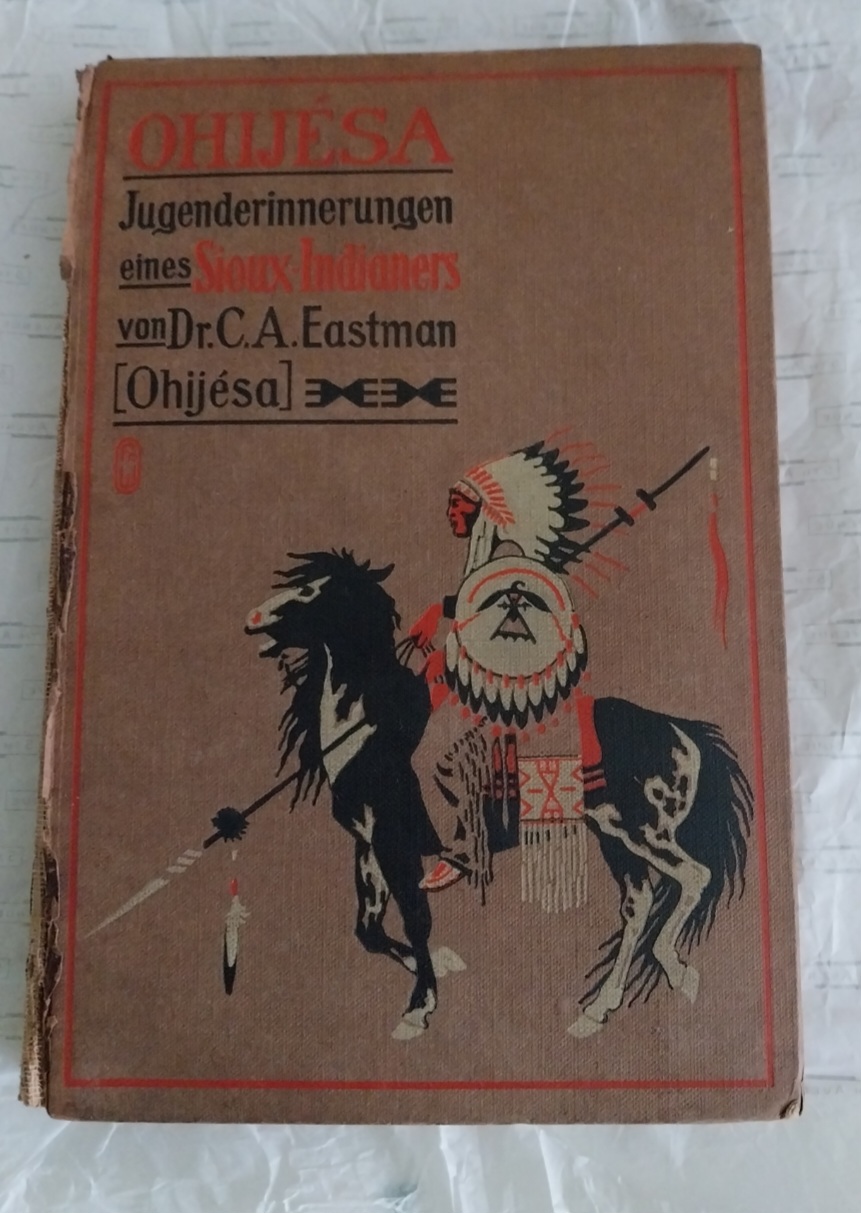 OHIJÉSA
Jugenderinnerungen
eines Sioux-Indianers
von Dr. C. A. Eastman
[Ohijésa]